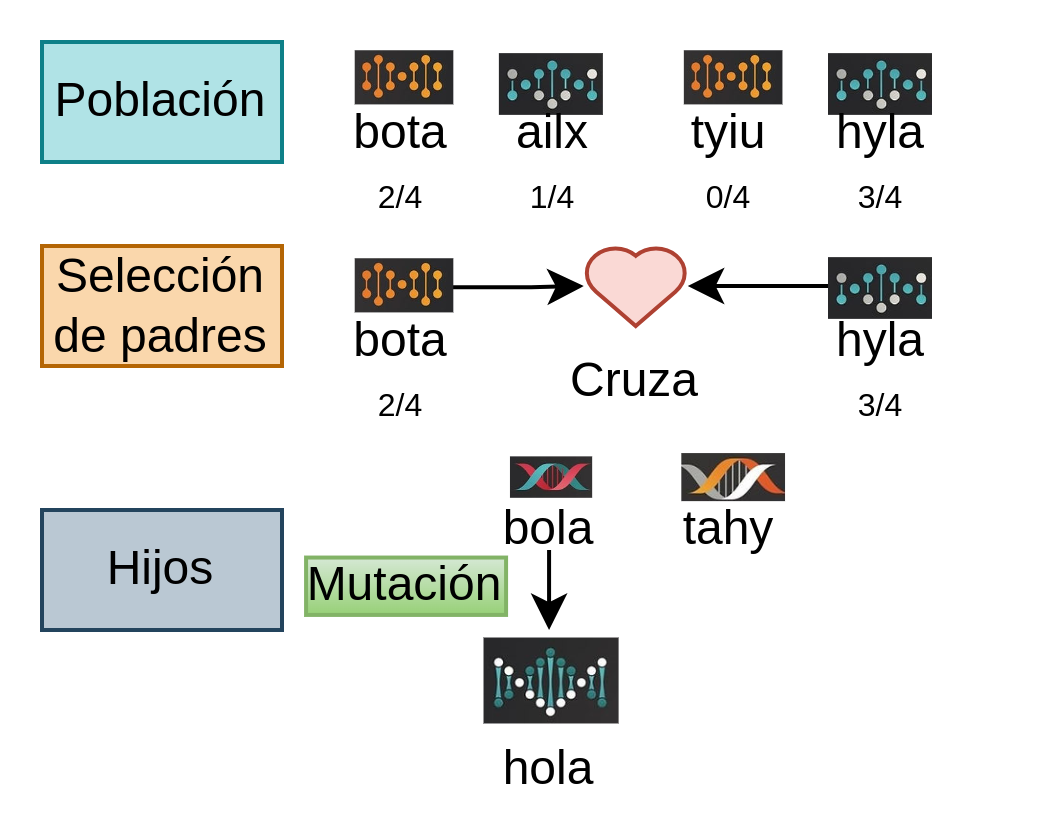 Población
bota
ailx
tyiu
hyla
2/4
1/4
0/4
3/4
Selección
de padres
bota
hyla
Cruza
2/4
3/4
bola
tahy
Hijos
Mutación
hola